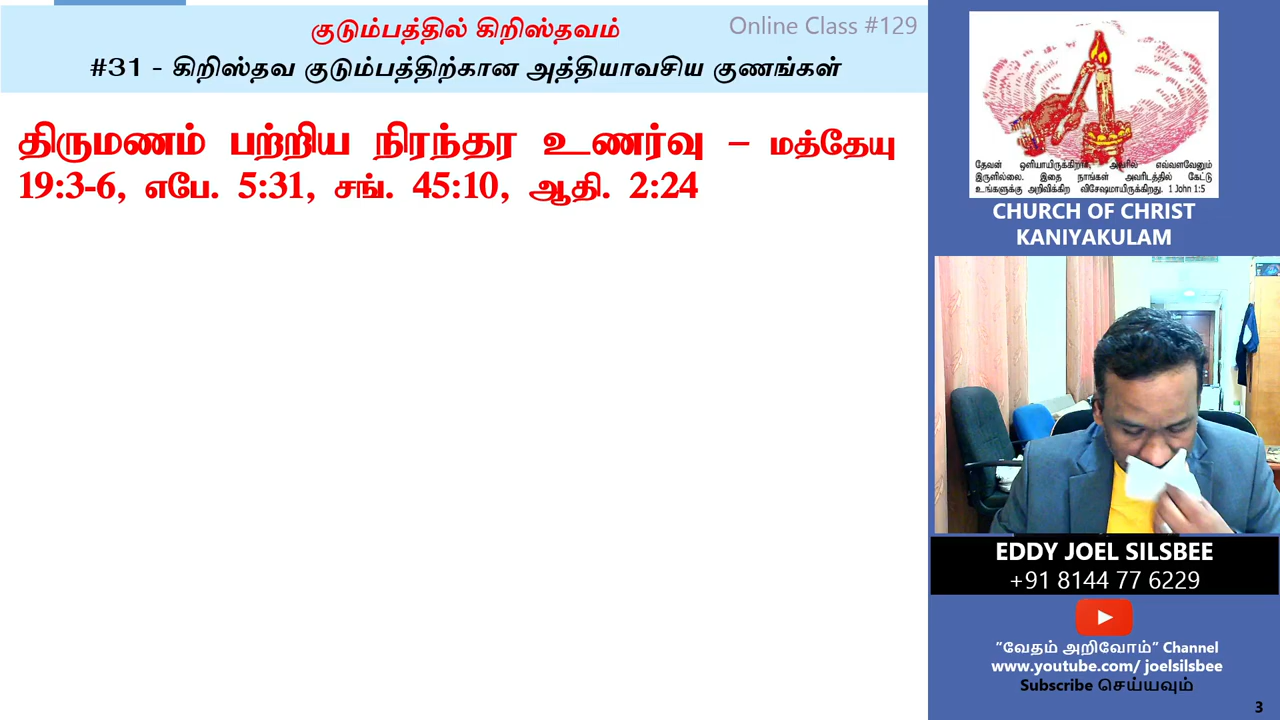 குடும்பத்தில் கிறிஸ்தவம்
Online Class #129
#31 - கிறிஸ்தவ குடும்பத்திற்கான அத்தியாவசிய குணங்கள்
திருமணம் பற்றிய நிரந்தர உணர்வு – மத்தேயு
19:3-6, எபே. 5:31, சங். 45:10, ஆதி. 2:24
தேவன் ஒளியாயிருக்கிறார், அவரில் எவ்வளவேனும்
இருளில்லை. இதை நாங்கள் அவரிடத்தில் கேட்டு
உங்களுக்கு அறிவிக்கிற விசேஷமாயிருக்கிறது. 1 John 1:5
CHURCH OF CHRIST
KANIYAKULAM
EDDY JOEL SILSBEE
+91 8144 77 6229
"வேதம் அறிவோம்" Channel
www.youtube.com/ joelsilsbee
Subscribe செய்யவும்
3